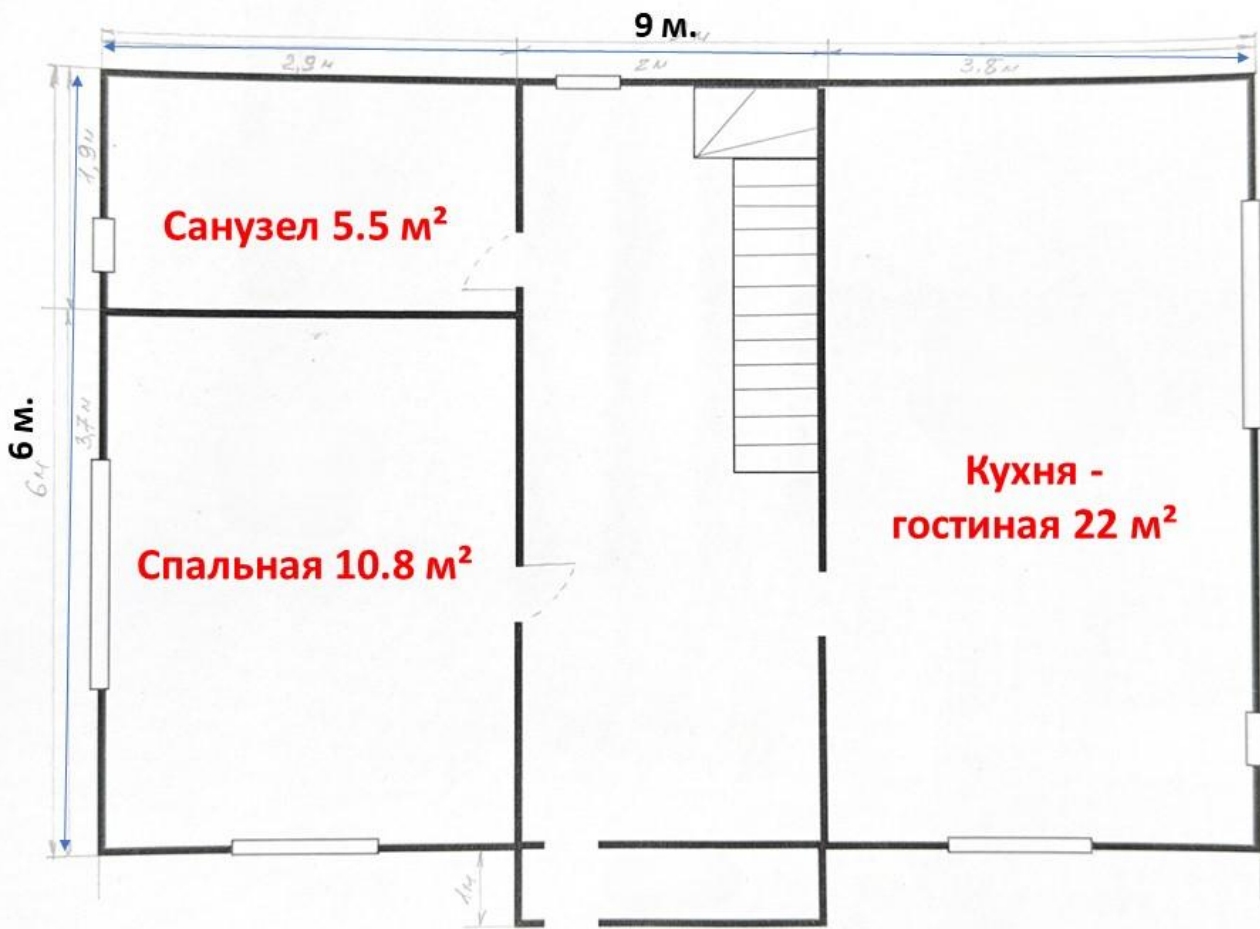 9 м.
2,9 м
2 м
3.8 м
1,9 м
Санузел 5.5 м²
6 м.
6 м
3,7 м
Кухня -
гостиная 22 м²
Спальная 10.8 м²
1 м